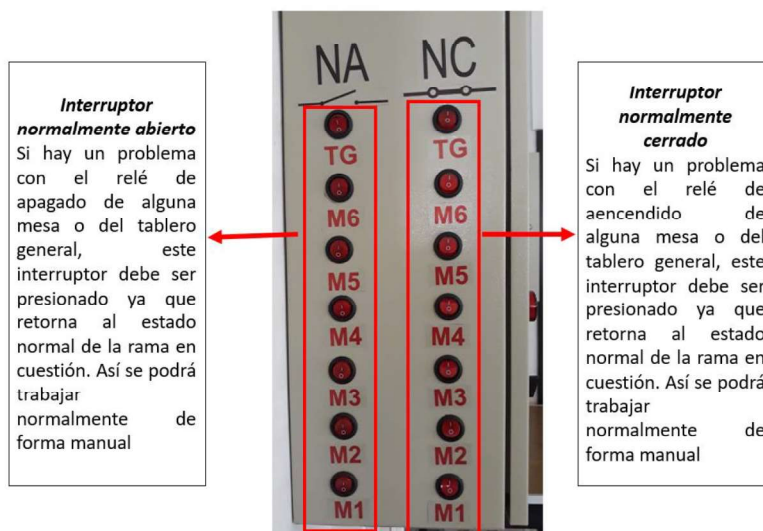 Interruptor
normalmente abierto
Si hay un problema
con el relé de
apagado de alguna
mesa o del tablero
general, este
interruptor debe ser
presionado ya que
retorna al estado
normal de la rama en
cuestión. Así se podrá
trabajar
normalmente de
forma manual
NA NC
TG TG
M6 M6
M5 M5
M4 M4
M3 M3
M2 M2
M1 M1
Interruptor
normalmente
cerrado
Si hay un problema
con el relé de
aencendido de
alguna mesa o del
tablero general, este
interruptor debe ser
presionado ya que
retorna al estado
normal de la rama en
cuestión. Así se podrá
trabajar
normalmente de
forma manual